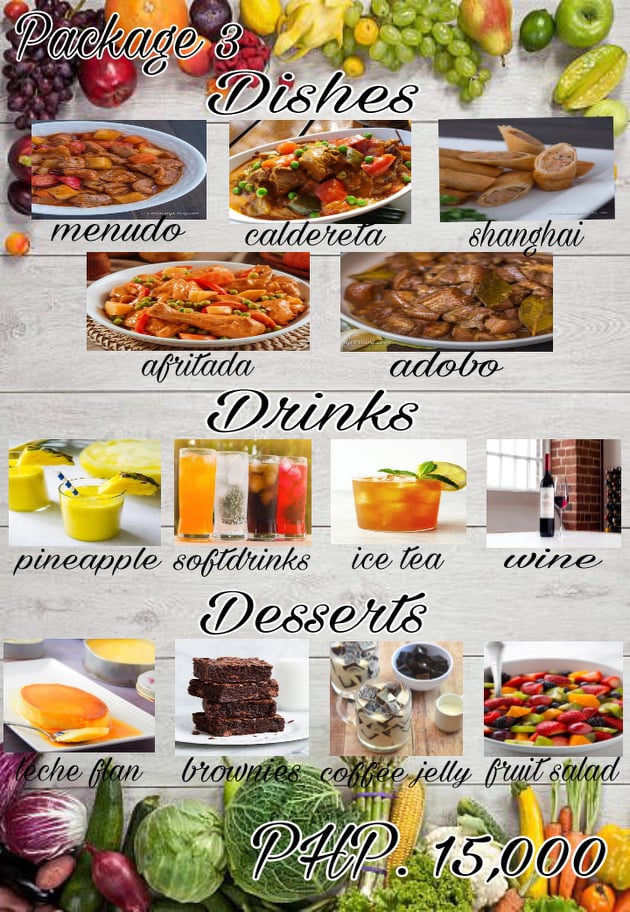 Package 3
Dishes
menudo caldereta shanghai
afritada adobo
Drinks
pineapple softdrinks ice tea wine
Desserts
leche flan brownies coffee jelly fruit salad
PHP. 15,000